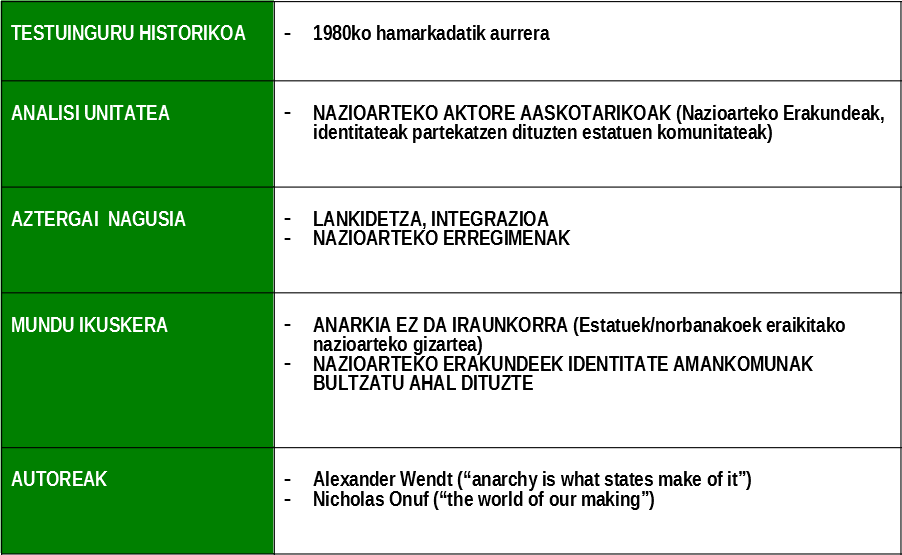 TESTUINGURU HISTORIKOA
- 1980ko hamarkadatik aurrera
ANALISI UNITATEA
- NAZIOARTEKO AKTORE AASKOTARIKOAK (Nazioarteko Erakundeak,
identitateak partekatzen dituzten estatuen komunitateak)
AZTERGAI NAGUSIA
- LANKIDETZA, INTEGRAZIOA
- NAZIOARTEKO ERREGIMENAK
MUNDU IKUSKERA
- ANARKIA EZ DA IRAUNKORRA (Estatuek/norbanakoek eraikitako
nazioarteko gizartea)
- NAZIOARTEKO ERAKUNDEEK IDENTITATE AMANKOMUNAK
BULTZATU AHAL DITUZTE
AUTOREAK
- Alexander Wendt (“anarchy is what states make of it”)
- Nicholas Onuf (“the world of our making”)